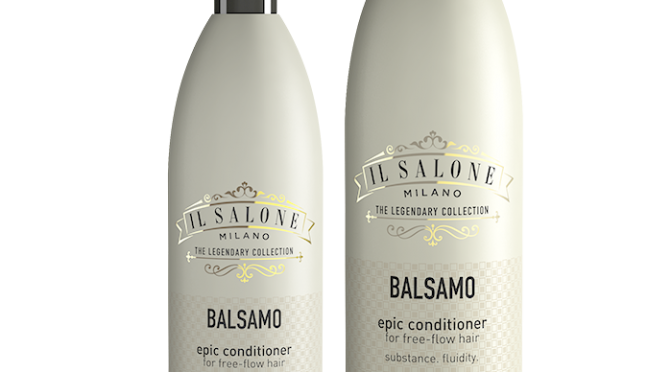 IL SALONE
MILANO
THE LEGENDARY COLLECTION
BALSAMO
epic conditioner
for free-flow hair
IL SALONE
MILANO
THE LEGENDARY COLLECTION
BALSAMO
epic conditioner
for free-flow hair
substance. fluidity.